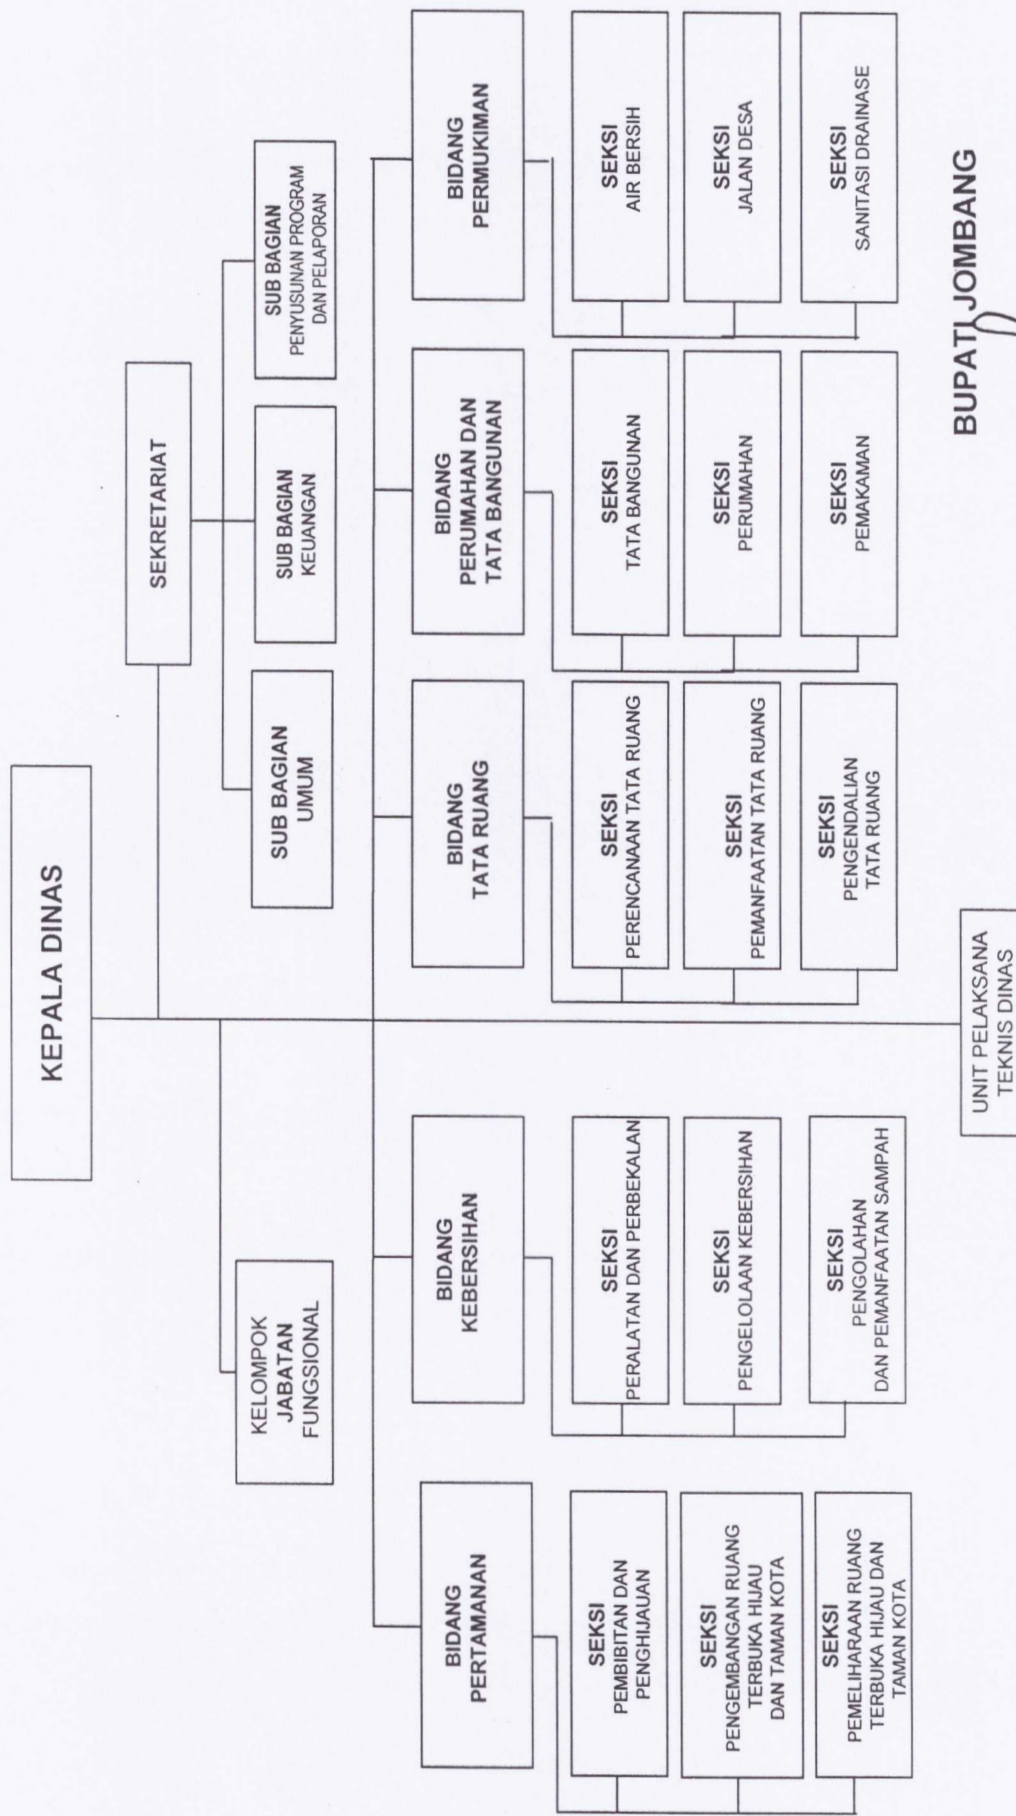 KEPALA DINAS
SEKRETARIAT
KELOMPOK
JABATAN
FUNGSIONAL
SUB BAGIAN
UMUM
SUB BAGIAN
KEUANGAN
SUB BAGIAN
PENYUSUNAN PROGRAM
DAN PELAPORAN
BIDANG
PERTAMANAN
BIDANG
KEBERSIHAN
BIDANG
TATA RUANG
BIDANG
PERUMAHAN DAN
TATA BANGUNAN
BIDANG
PERMUKIMAN
SEKSI
PEMBIBITAN DAN
PENGHIJAUAN
SEKSI
PERALATAN DAN PERBEKALAN
SEKSI
PERENCANAAN TATA RUANG
SEKSI
TATA BANGUNAN
SEKSI
AIR BERSIH
SEKSI
PENGEMBANGAN RUANG
TERBUKA HIJAU
DAN TAMAN KOTA
SEKSI
PENGELOLAAN KEBERSIHAN
SEKSI
PEMANFAATAN TATA RUANG
SEKSI
PERUMAHAN
SEKSI
JALAN DESA
SEKSI
PEMELIHARAAN RUANG
TERBUKA HIJAU DAN
TAMAN KOTA
SEKSI
PENGOLAHAN
DAN PEMANFAATAN SAMPAH
SEKSI
PENGENDALIAN
TATA RUANG
SEKSI
PEMAKAMAN
SEKSI
SANITASI DRAINASE
UNIT PELAKSANA
TEKNIS DINAS
BUPATI JOMBANG